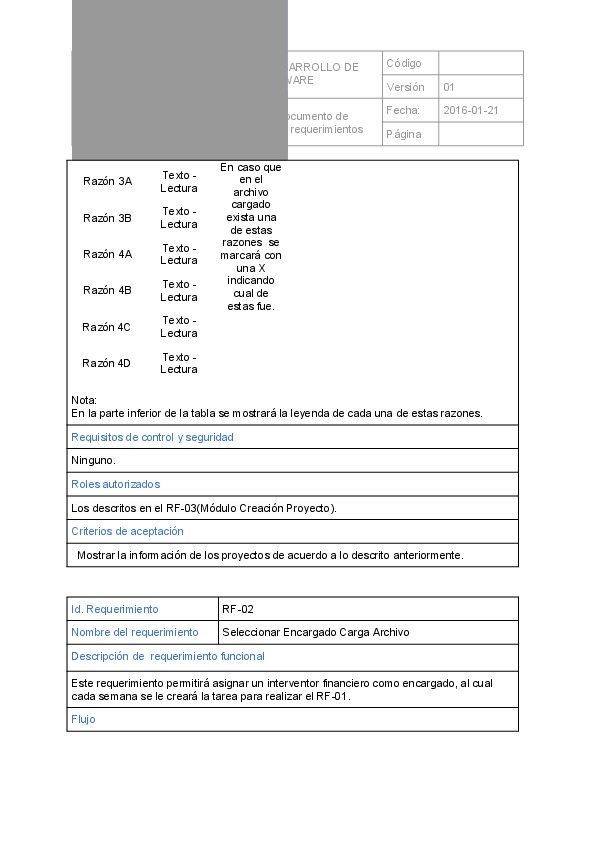 DE
Código
Versión 01
de
requerimientos
Fecha: 2016-01-21
Página
Razón 3A Texto - Lectura
Razón 3B Texto - Lectura
Razón 4A Texto - Lectura
Razón 4B Texto - Lectura
Razón 4C Texto - Lectura
Razón 4D Texto - Lectura
En caso que
en el
archivo
cargado
exista una
de estas
razones se
marcará con
una X
indicando
cual de
estas fue.
Nota:
En la parte inferior de la tabla se mostrará la leyenda de cada una de estas razones.
Requisitos de control y seguridad
Ninguno.
Roles autorizados
Los descritos en el RF-03(Módulo Creación Proyecto).
Criterios de aceptación
Mostrar la información de los proyectos de acuerdo a lo descrito anteriormente.
Id. Requerimiento RF-02
Nombre del requerimiento Seleccionar Encargado Carga Archivo
Descripción de requerimiento funcional
Este requerimiento permitirá asignar un interventor financiero como encargado, al cual
cada semana se le creará la tarea para realizar el RF-01.
Flujo